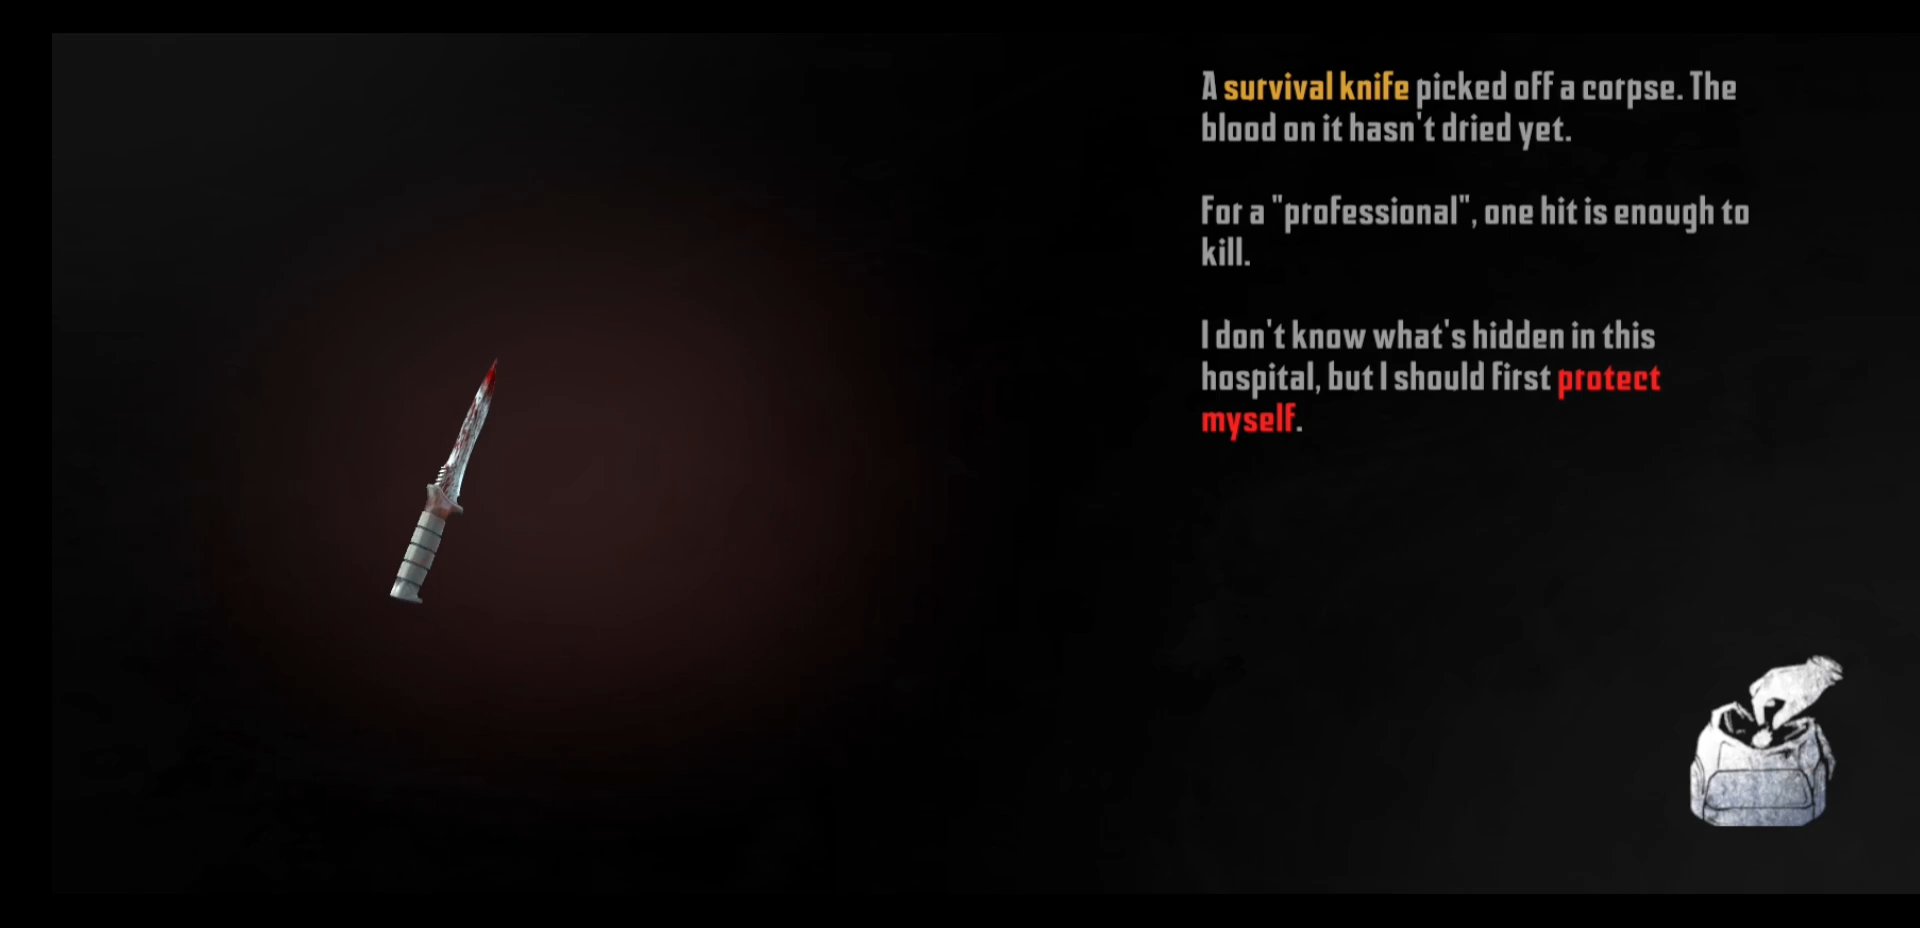 A survival knife picked off a corpse. The
blood on it hasn't dried yet.
For a "professional", one hit is enough to
kill.
I don't know what's hidden in this
hospital, but I should first protect
myself.